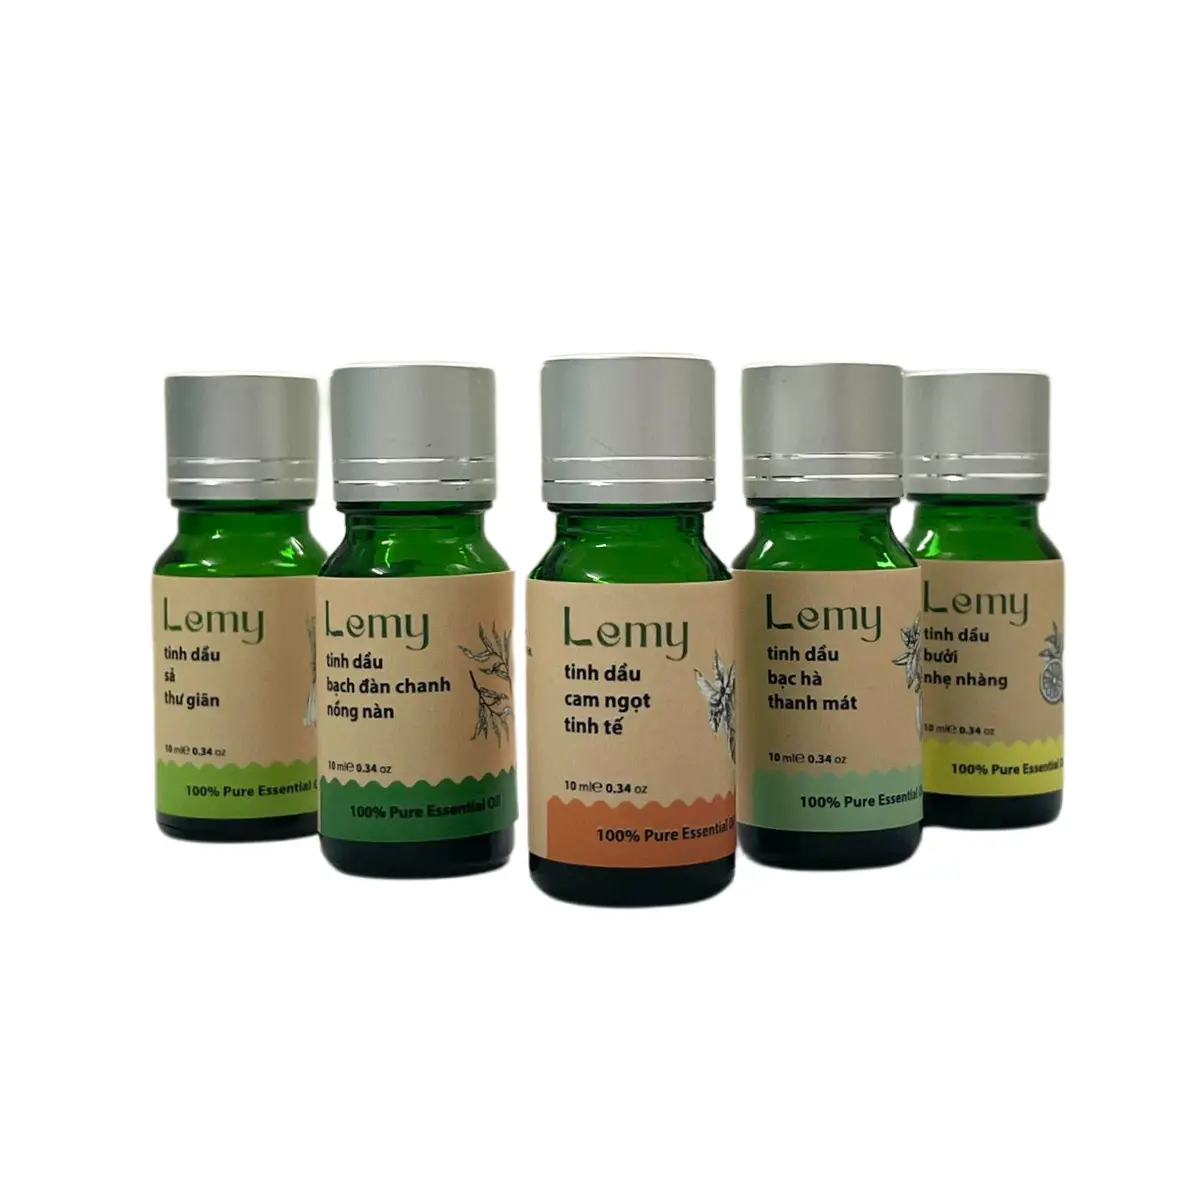 Lemy
tinh dầu
sả
thư giãn
10 ml℮ 0.34 oz
100% Pure Essential
Lemy
tinh dầu
bạch đàn chanh
nồng nàn
10 ml℮ 0.34 oz
100% Pure Essential Oil
Lemy
tinh dầu
cam ngọt
tinh tế
10 ml℮ 0.34 oz
100% Pure Essential
Lemy
tinh dầu
bạc hà
thanh mát
10 ml℮ 0.34 oz
100% Pure Essential
Lemy
tinh dầu
bưởi
nhẹ nhàng
10 ml℮ 0.34 oz
100% Pure Essential